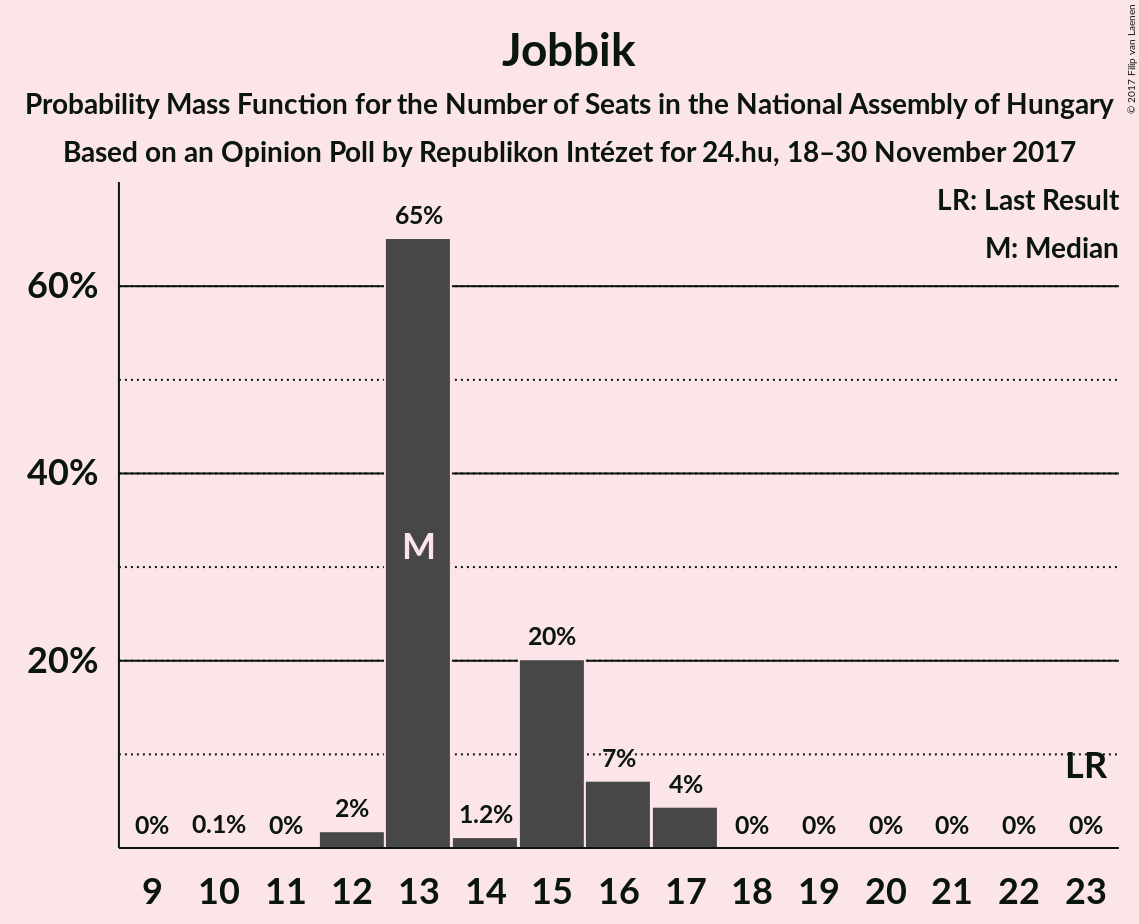 Jobbik
Probability Mass Function for the Number of Seats in the National Assembly of Hungary
Based on an Opinion Poll by Republikon Intézet for 24.hu, 18–30 November 2017
© 2017 Filip van Laenen
LR: Last Result
M: Median
60%
40%
20%
0%
0.1%
0%
2%
65%
M
1.2%
20%
7%
4%
0%
0%
0%
0%
0%
0%
LR
9 10 11 12 13 14 15 16 17 18 19 20 21 22 23